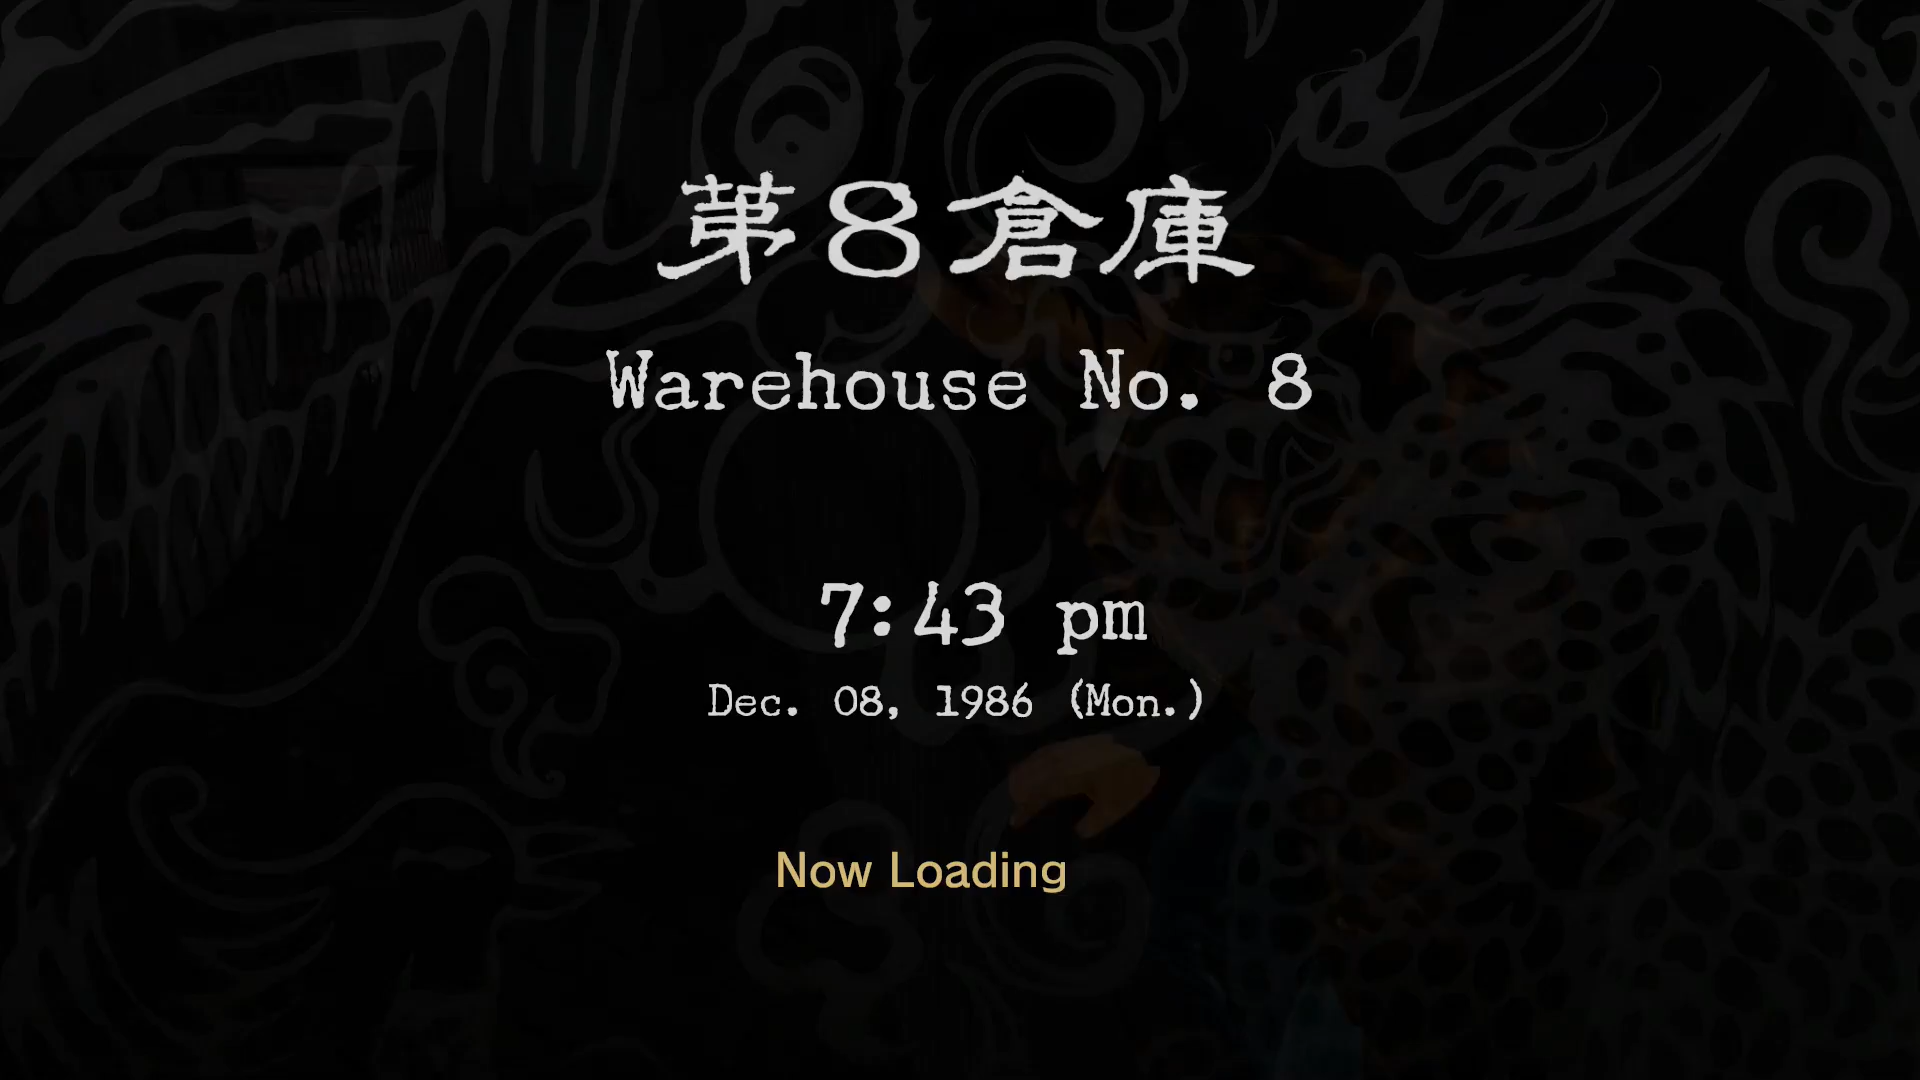 第8倉庫
Warehouse No. 8
7:43 pm
Dec. 08, 1986 (Mon.)
Now Loading